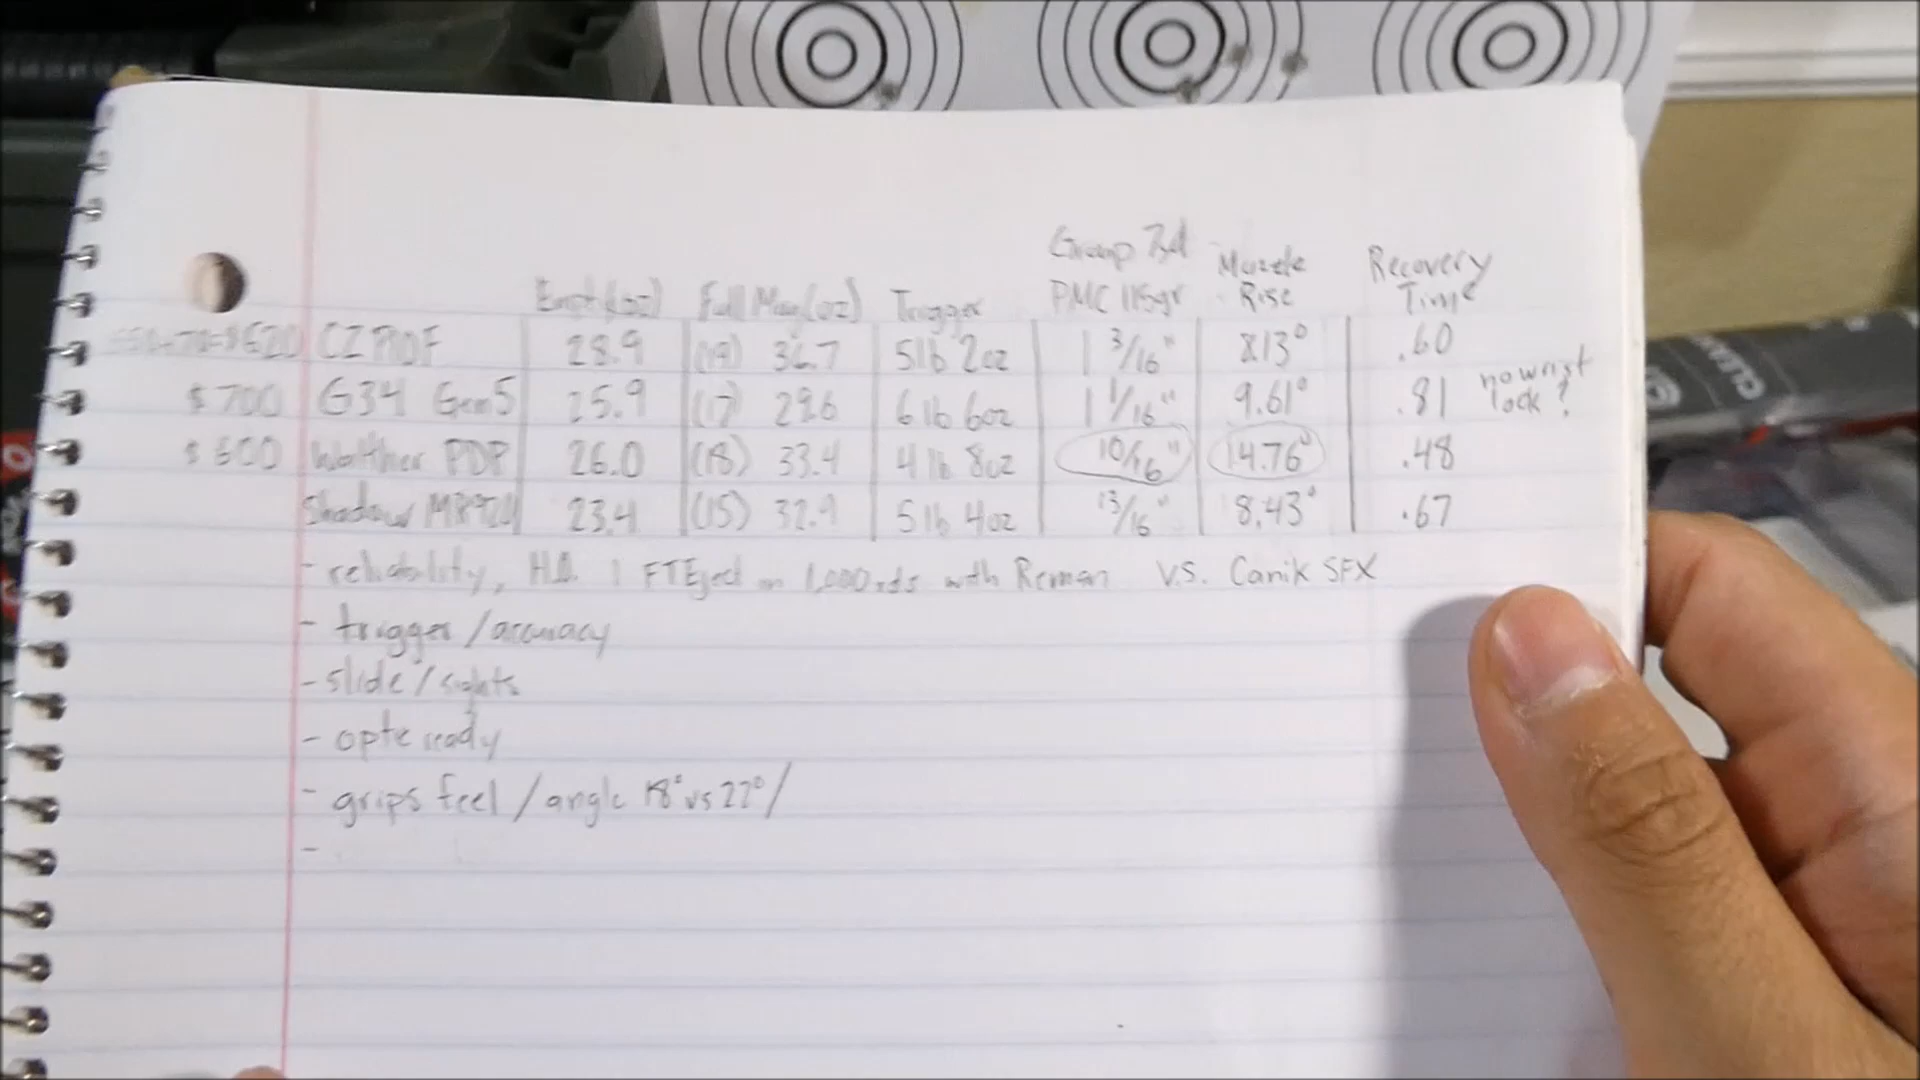 Group 3rd Muzzle Recovery
Empty (oz) Full Mag (oz) Trigger PMC 115gr Rise Time
CZ P10F 28.9 (19) 36.7 5lb 2oz 1 3/16" 8.13° .60
$700 G34 Gen5 25.9 (17) 29.6 6lb 6oz 1 1/16" 9.61° .81 no wrist lock?
$600 Walther PDP 26.0 (18) 33.4 4lb 8oz 10/16" 14.76° .48
Shadow MR920 23.4 (15) 32.9 5lb 4oz 13/16" 8.43° .67
- reliability, H.D. 1 FTEject on 1,000rds with Reman V.S. Canik SFX
- trigger / accuracy
- slide / sights
- optic ready
- grips feel / angle 18° vs 22° /
-
CLEAN